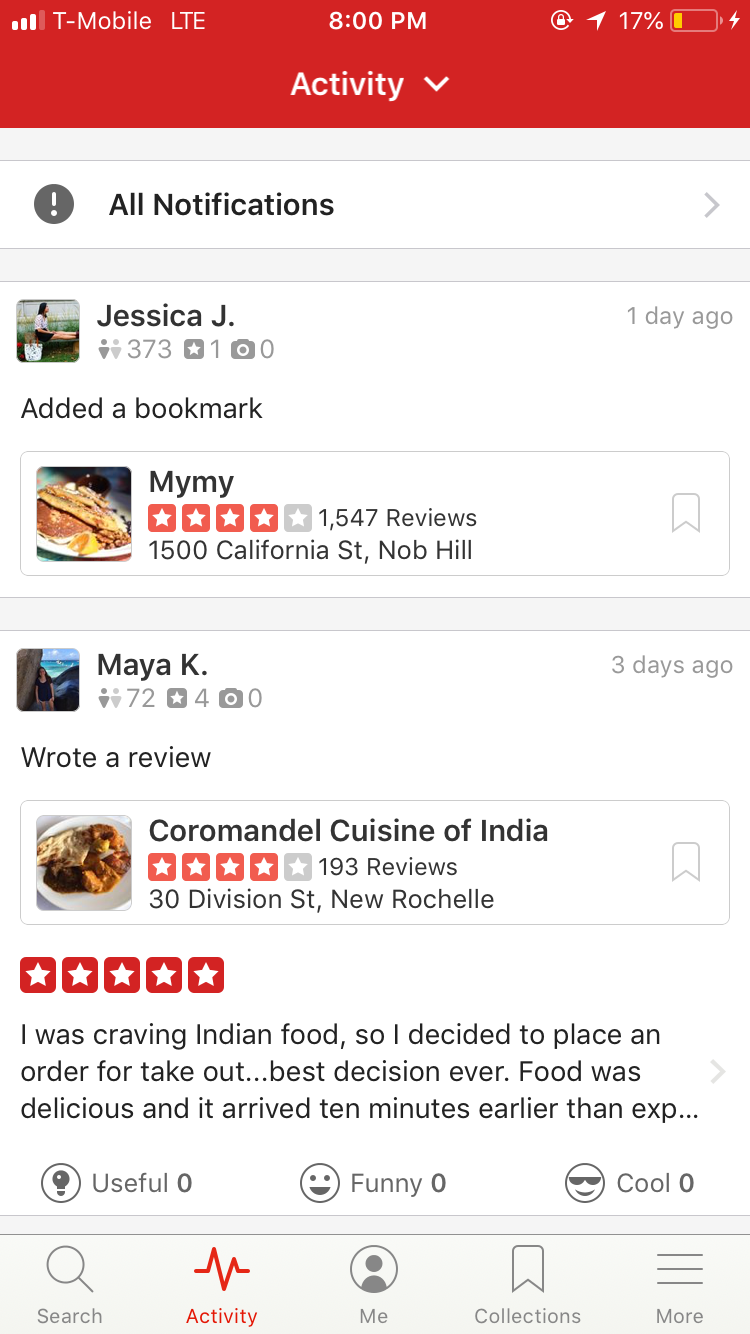 T-Mobile LTE 8:00 PM 17%
Activity
All Notifications
Jessica J. 1 day ago
373 1 0
Added a bookmark
Mymy
1,547 Reviews
1500 California St, Nob Hill
Maya K. 3 days ago
72 4 0
Wrote a review
Coromandel Cuisine of India
193 Reviews
30 Division St, New Rochelle
I was craving Indian food, so I decided to place an
order for take out...best decision ever. Food was
delicious and it arrived ten minutes earlier than exp...
Useful 0 Funny 0 Cool 0
Search Activity Me Collections More